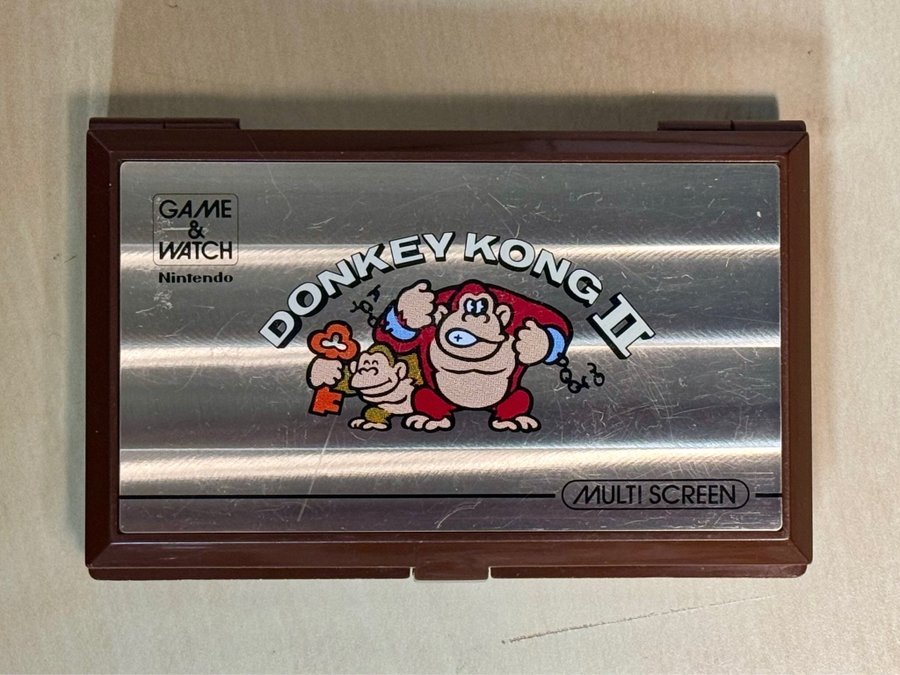 GAME
&
WATCH
Nintendo
DONKEY KONG II
MULTI SCREEN